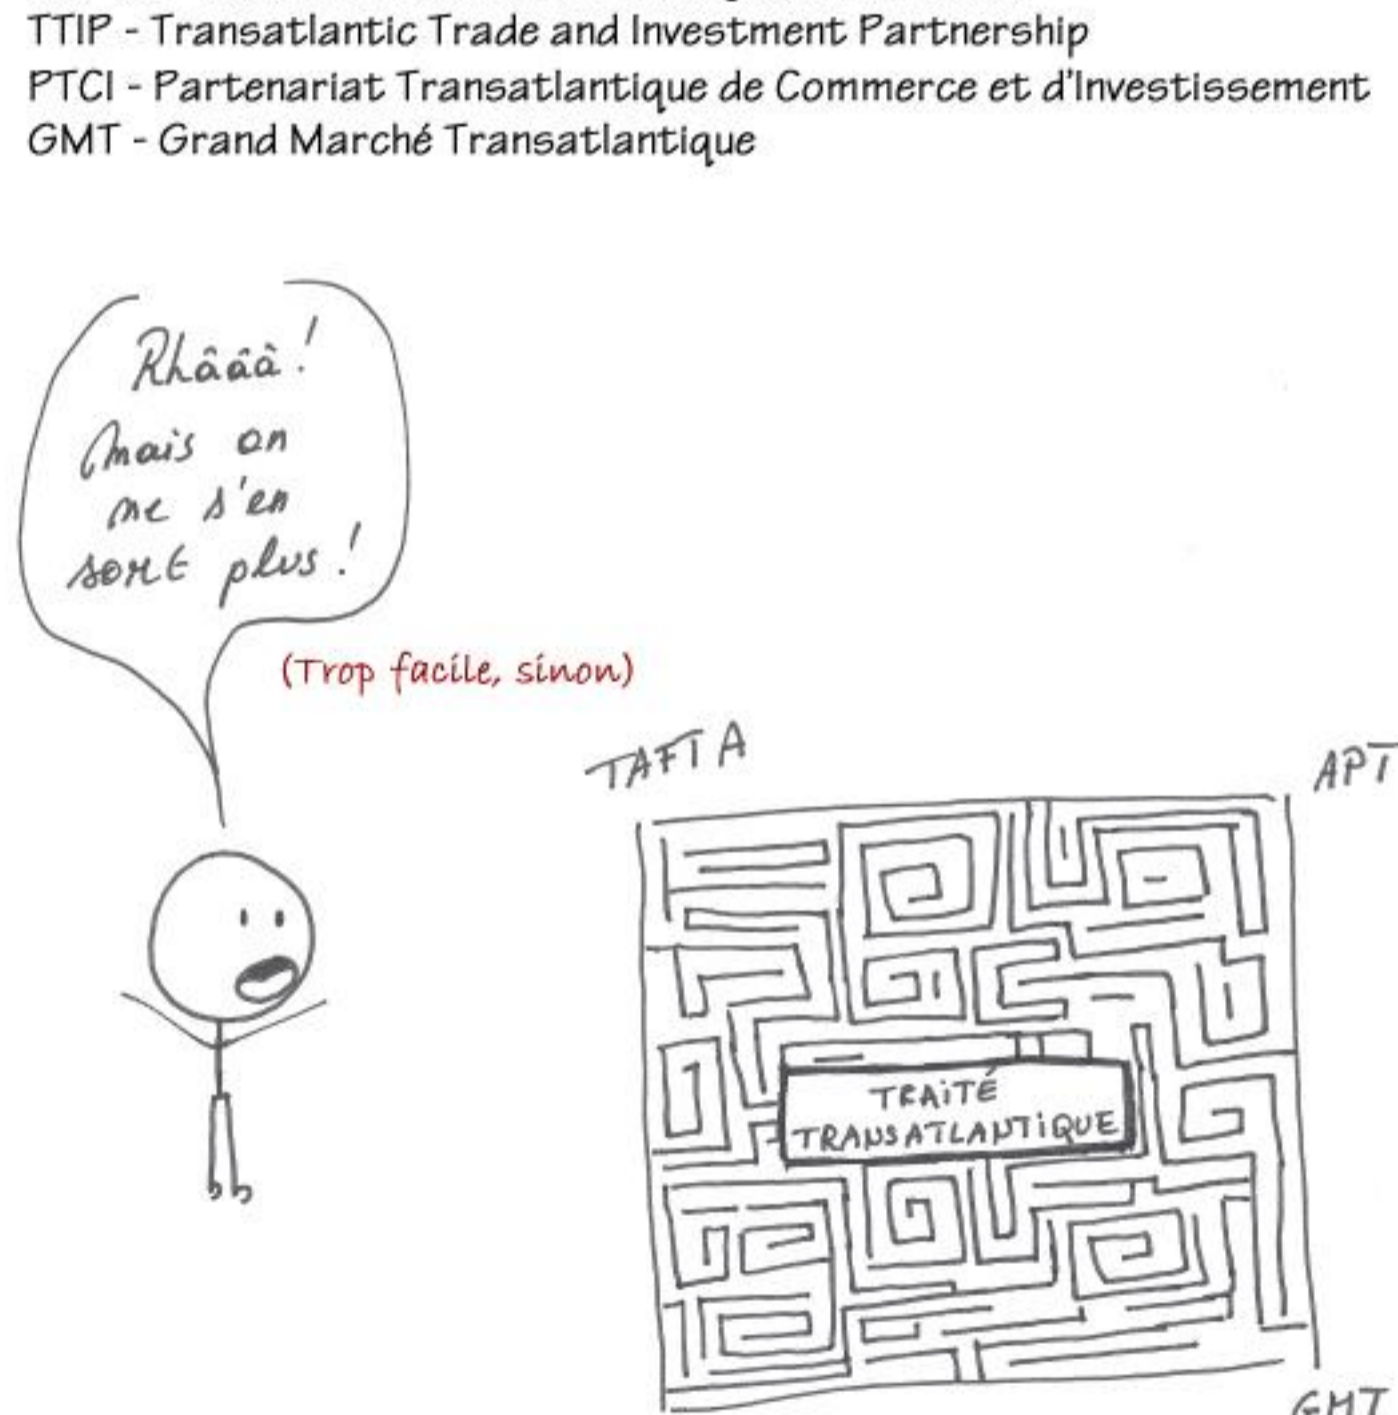 TTIP - Transatlantic Trade and Investment Partnership
PTCI - Partenariat Transatlantique de Commerce et d'Investissement
GMT - Grand Marché Transatlantique
Rhâââ!
Mais on
ne s'en
sort plus!
(Trop facile, sinon)
TAFTA
APT
TRAITÉ
TRANSATLANTIQUE
GMT